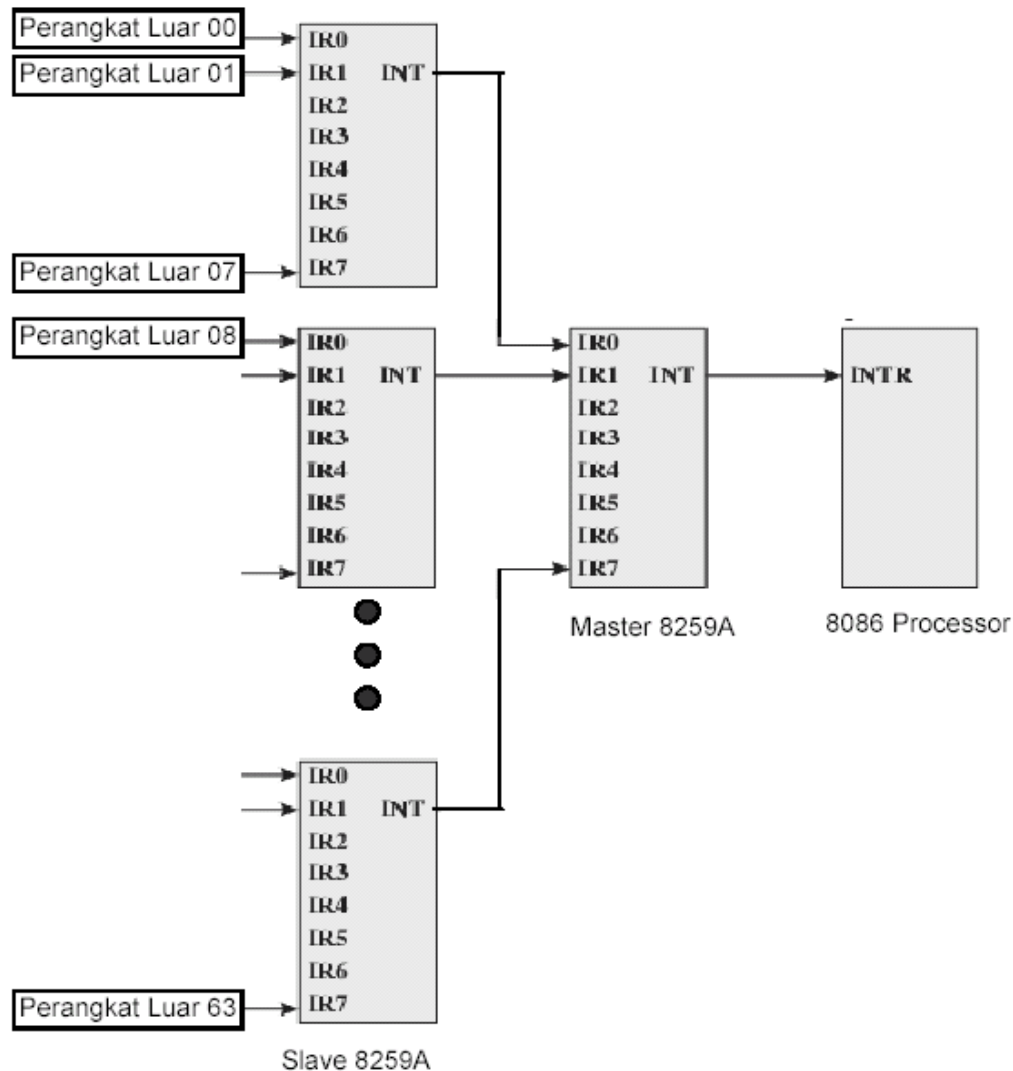 Perangkat Luar 00
Perangkat Luar 01
IR0
IR1 INT
IR2
IR3
IR4
IR5
IR6
IR7
Perangkat Luar 07
Perangkat Luar 08
IR0
IR1 INT
IR2
IR3
IR4
IR5
IR6
IR7
IR0
IR1 INT
IR2
IR3
IR4
IR5
IR6
IR7
Master 8259A
INTR
8086 Processor
IR0
IR1 INT
IR2
IR3
IR4
IR5
IR6
IR7
Perangkat Luar 63
Slave 8259A